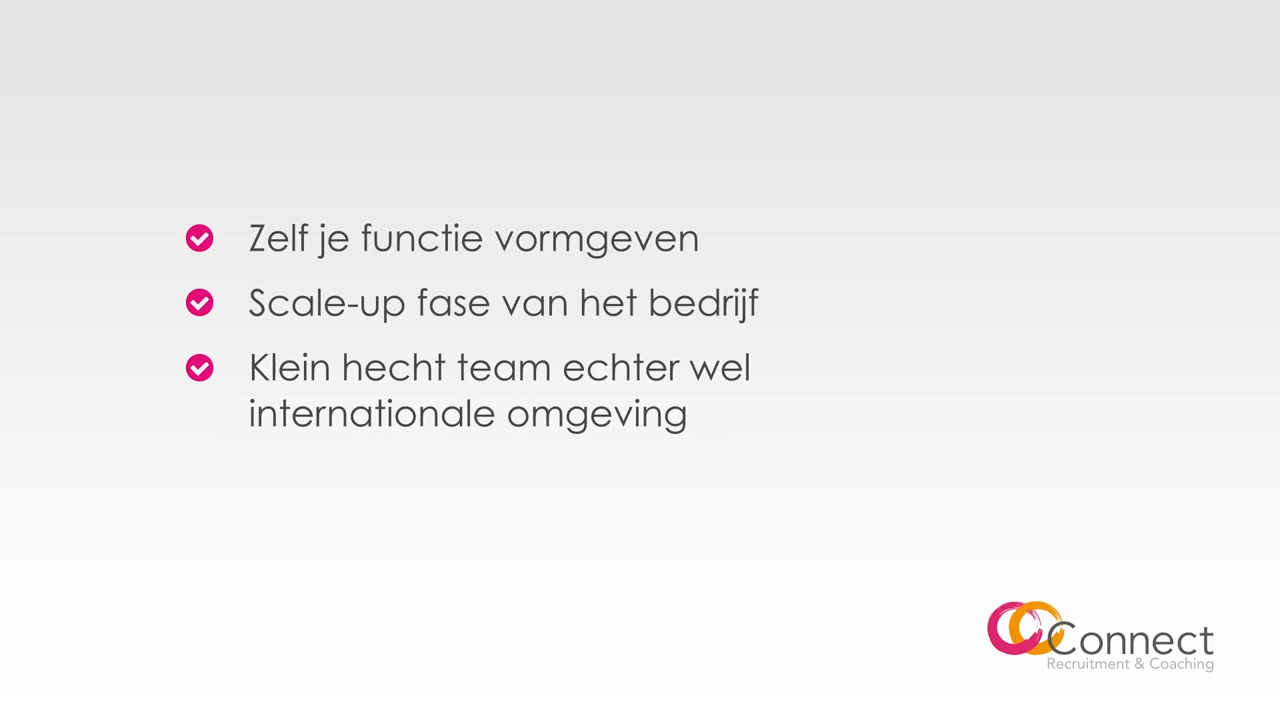 Zelf je functie vormgeven
Scale-up fase van het bedrijf
Klein hecht team echter wel
internationale omgeving
Connect
Recruitment & Coaching